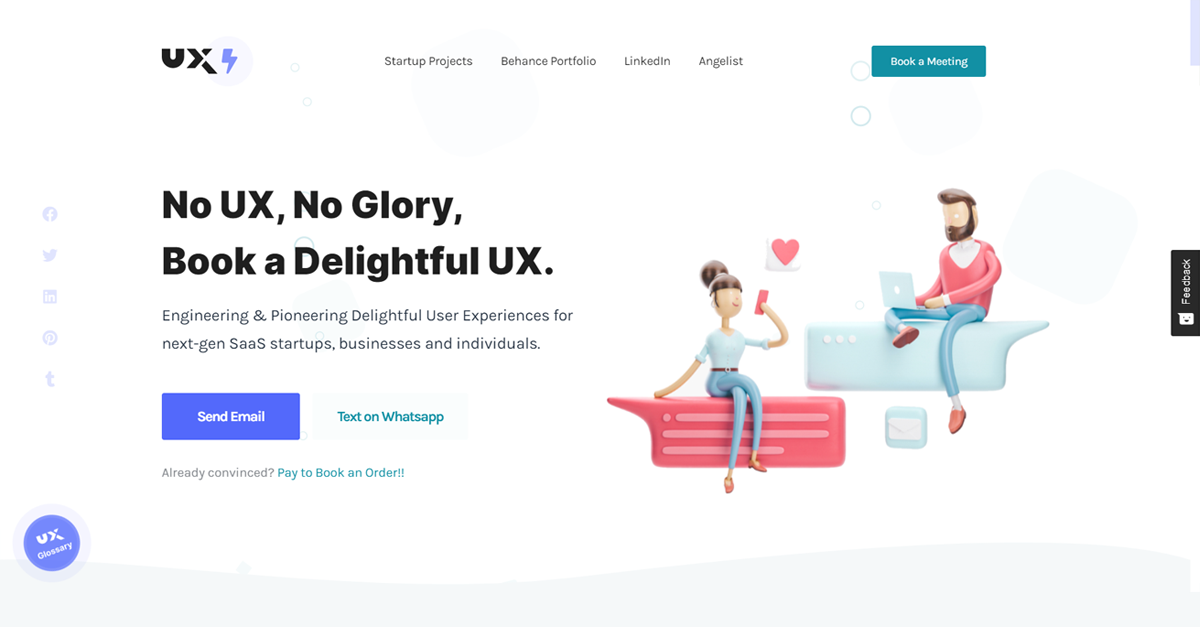 UX
Startup Projects
Behance Portfolio
LinkedIn
Angelist
Book a Meeting
No UX, No Glory,
Book a Delightful UX.
Engineering & Pioneering Delightful User Experiences for
next-gen SaaS startups, businesses and individuals.
Send Email
Text on Whatsapp
Already convinced? Pay to Book an Order!!
Feedback
UX
Glossary